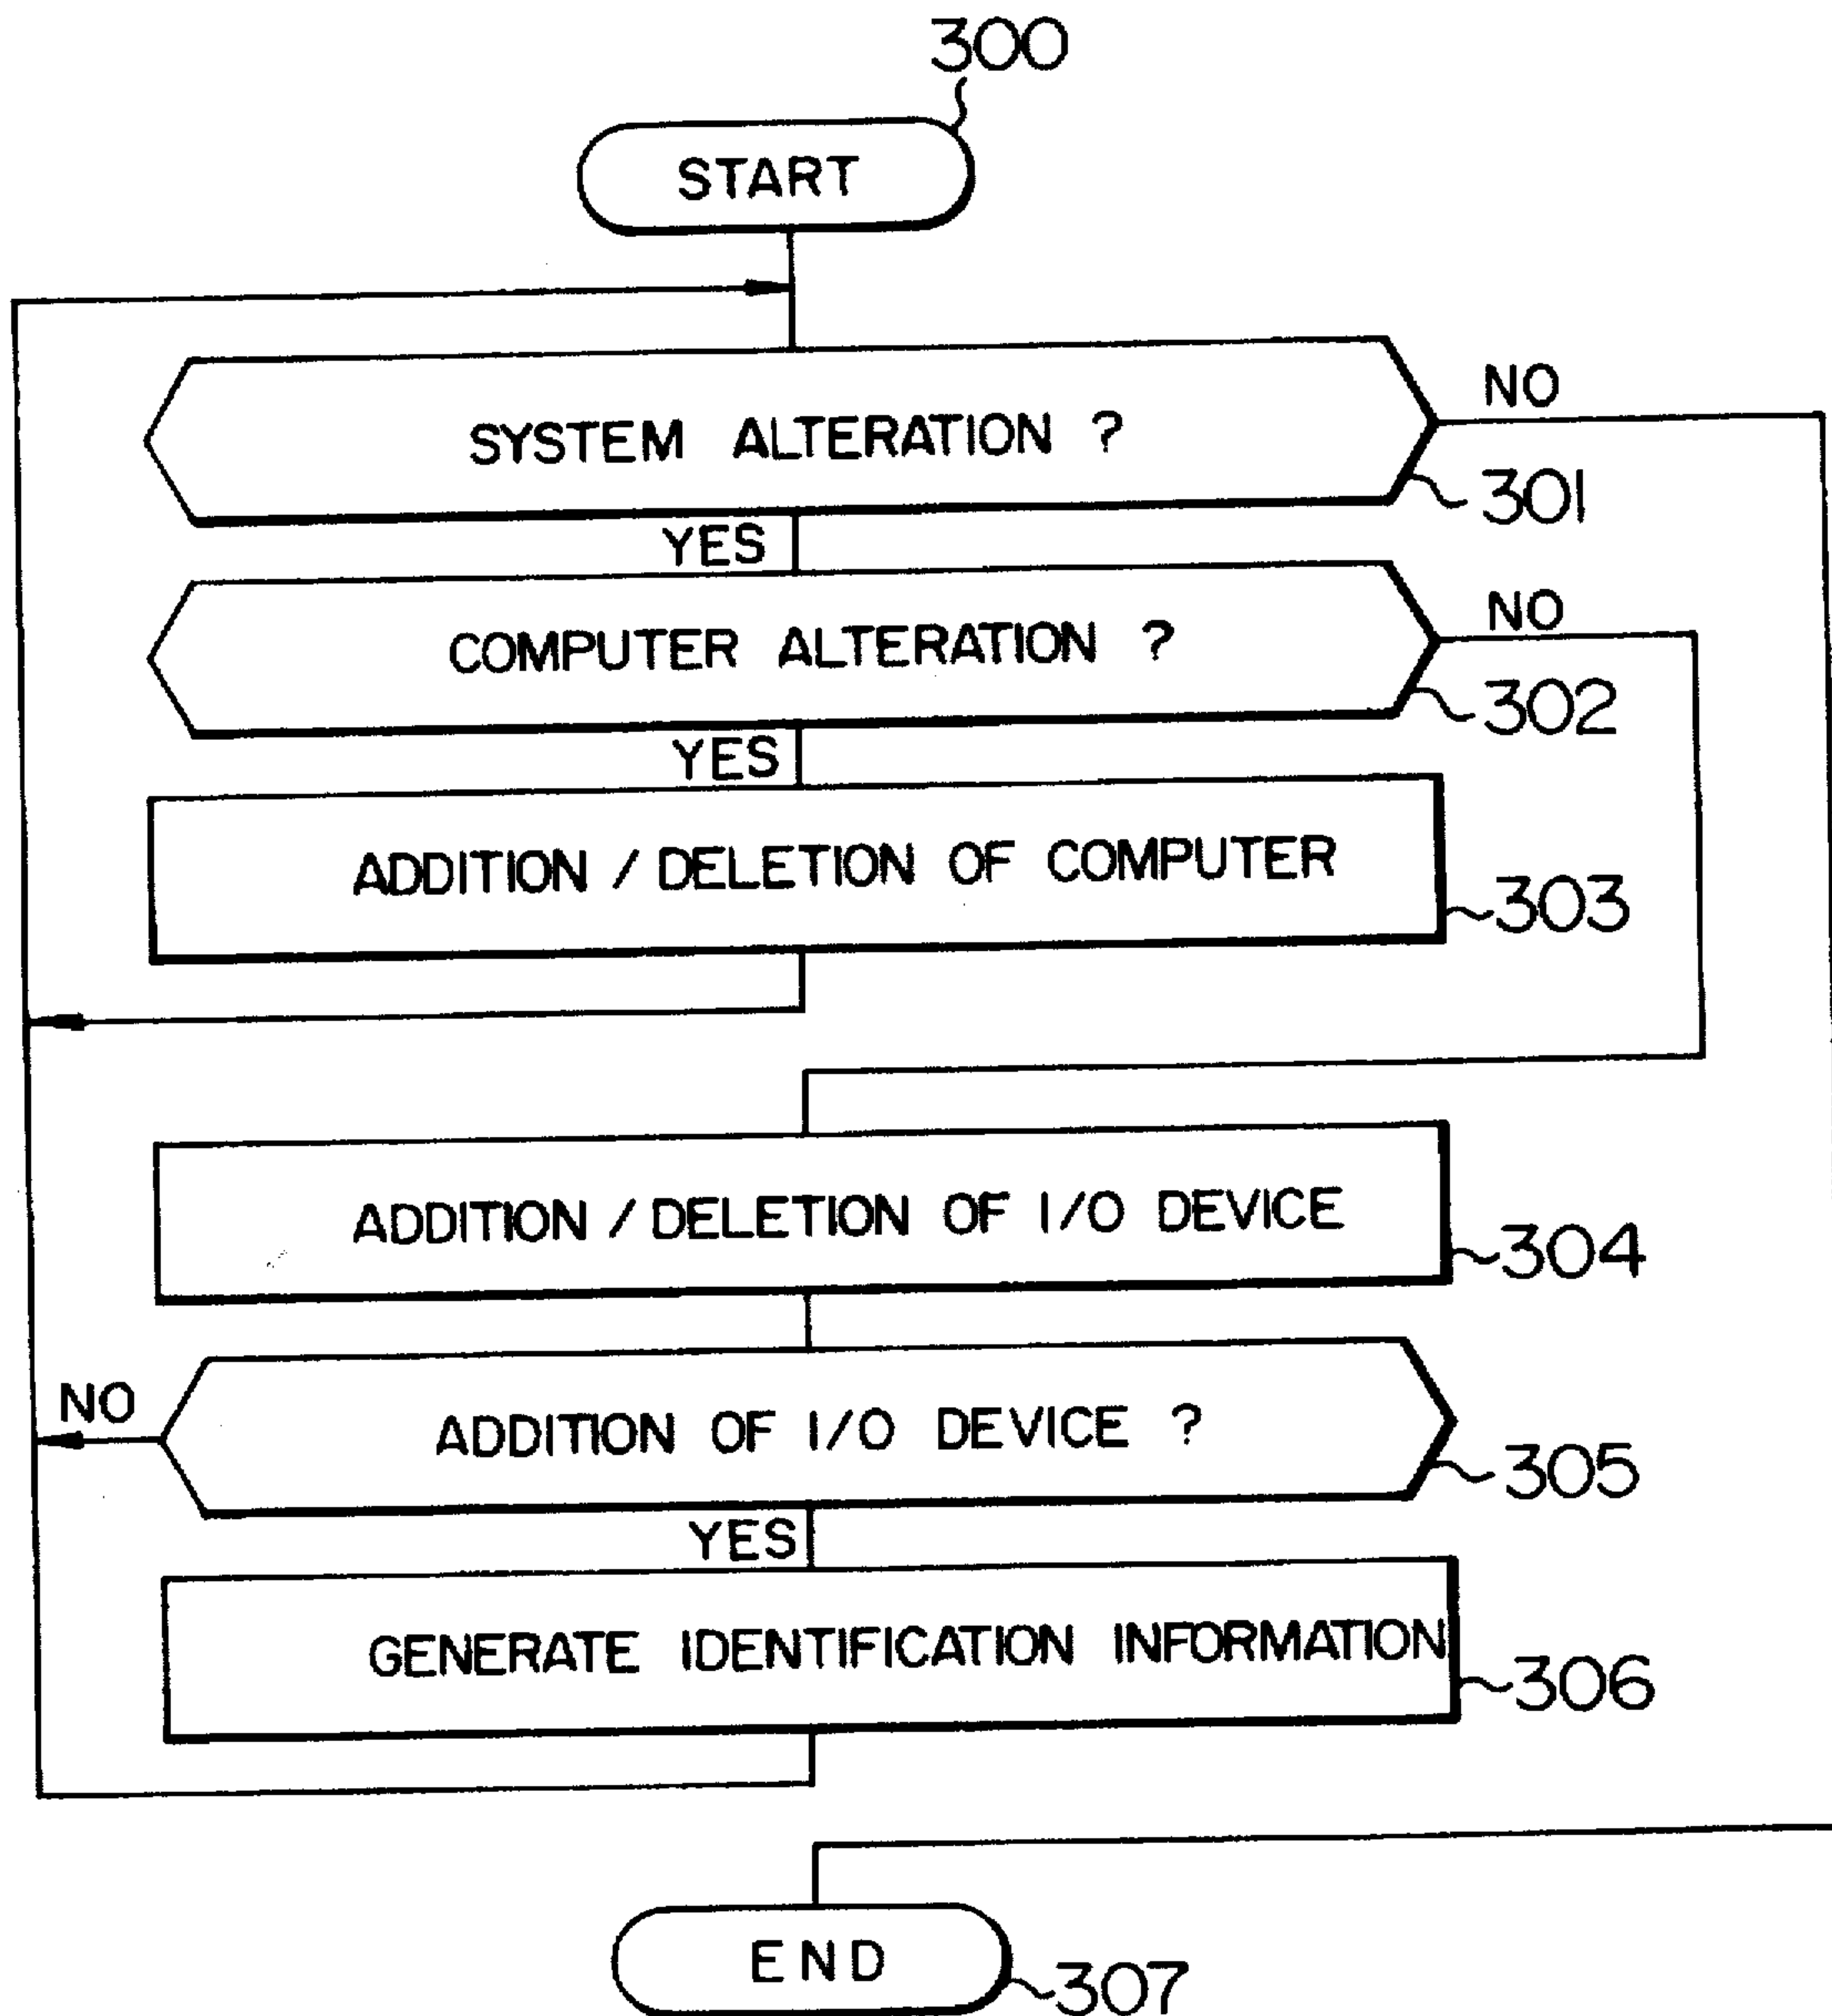 300
START
NO
SYSTEM ALTERATION ?
301
YES
NO
COMPUTER ALTERATION ?
302
YES
ADDITION / DELETION OF COMPUTER
303
ADDITION / DELETION OF I/O DEVICE
304
NO
ADDITION OF I/O DEVICE ?
305
YES
GENERATE IDENTIFICATION INFORMATION
306
END
307